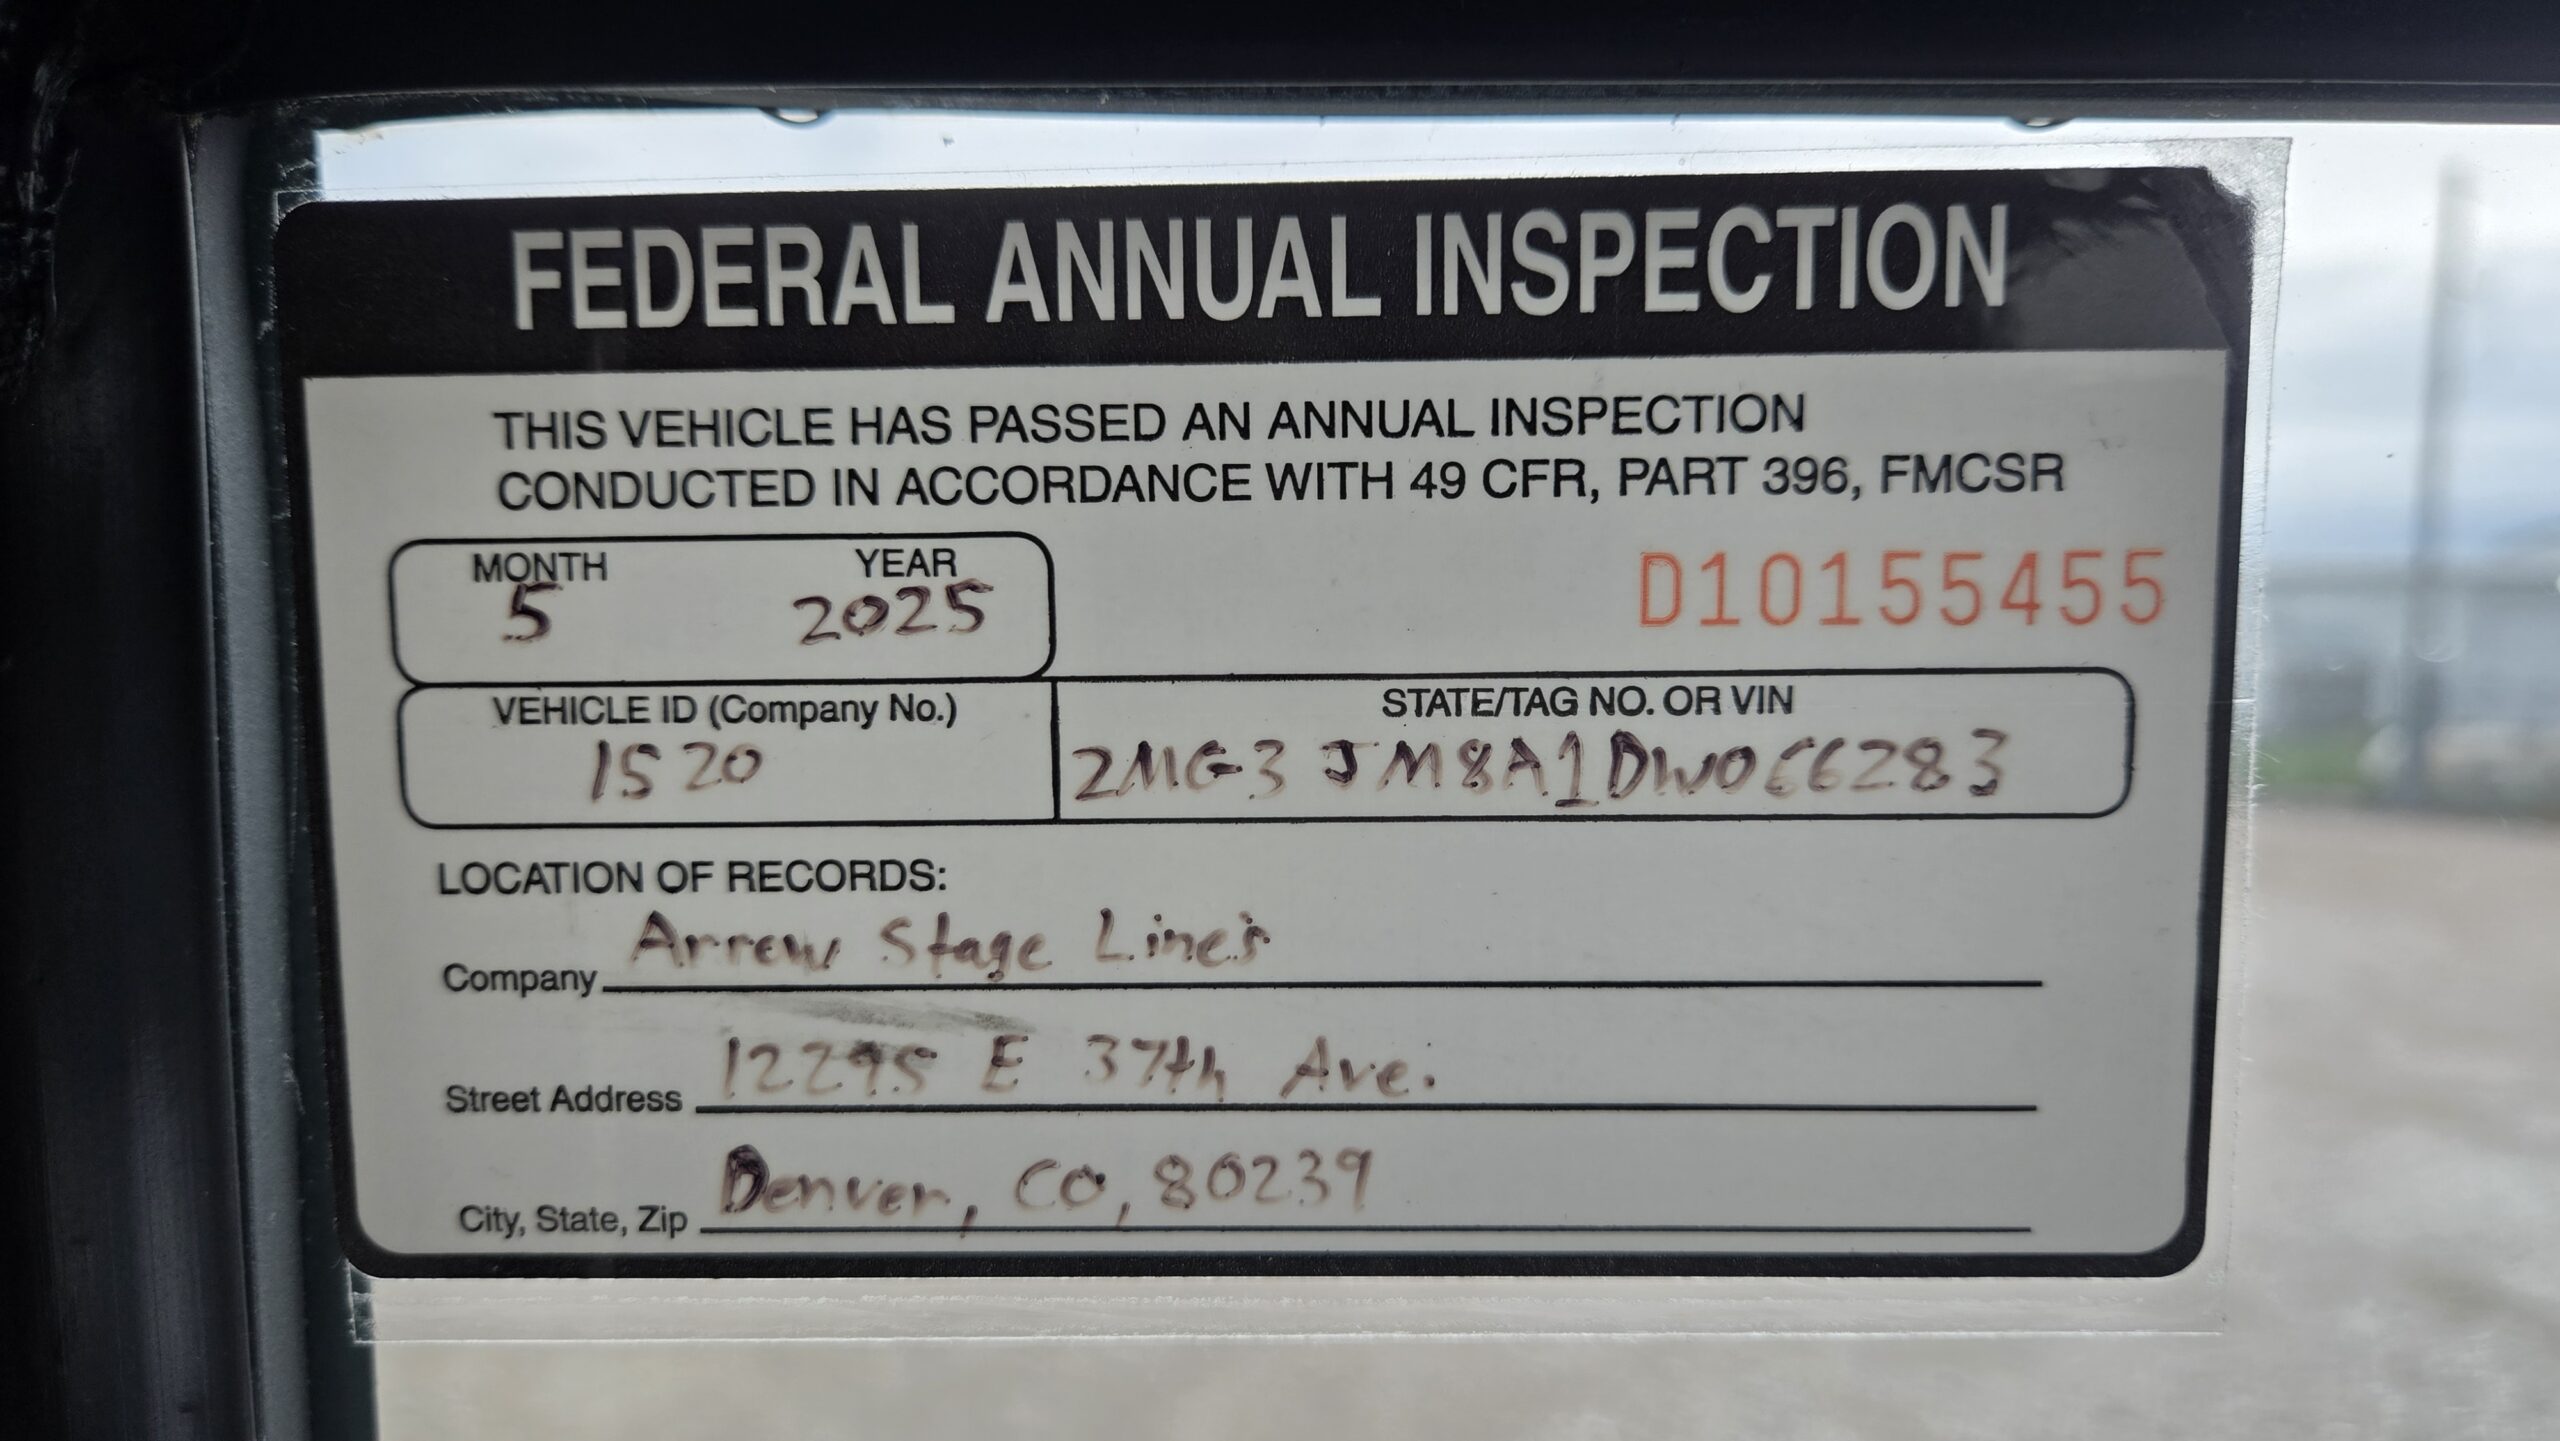 FEDERAL ANNUAL INSPECTION
THIS VEHICLE HAS PASSED AN ANNUAL INSPECTION
CONDUCTED IN ACCORDANCE WITH 49 CFR, PART 396, FMCSR
MONTH YEAR
5 2025
D10155455
VEHICLE ID (Company No.) STATE/TAG NO. OR VIN
1520 2MG3JM8A1DW066283
LOCATION OF RECORDS:
Company Arrow Stage Line's
Street Address 12295 E 37th Ave.
City, State, Zip Denver, CO, 80239